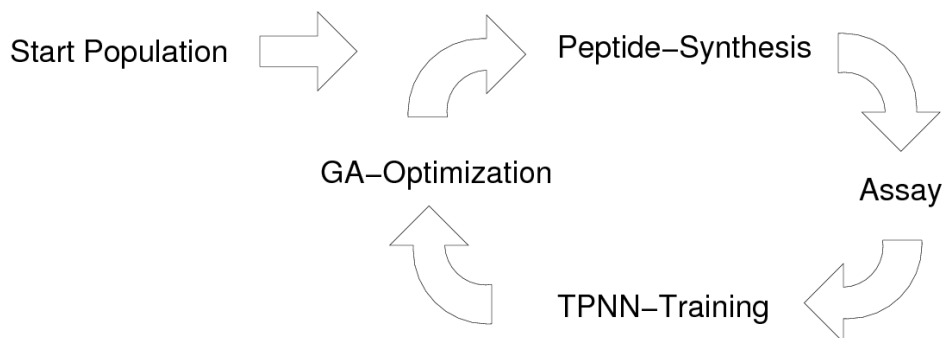 Start Population
Peptide−Synthesis
GA−Optimization
Assay
TPNN−Training